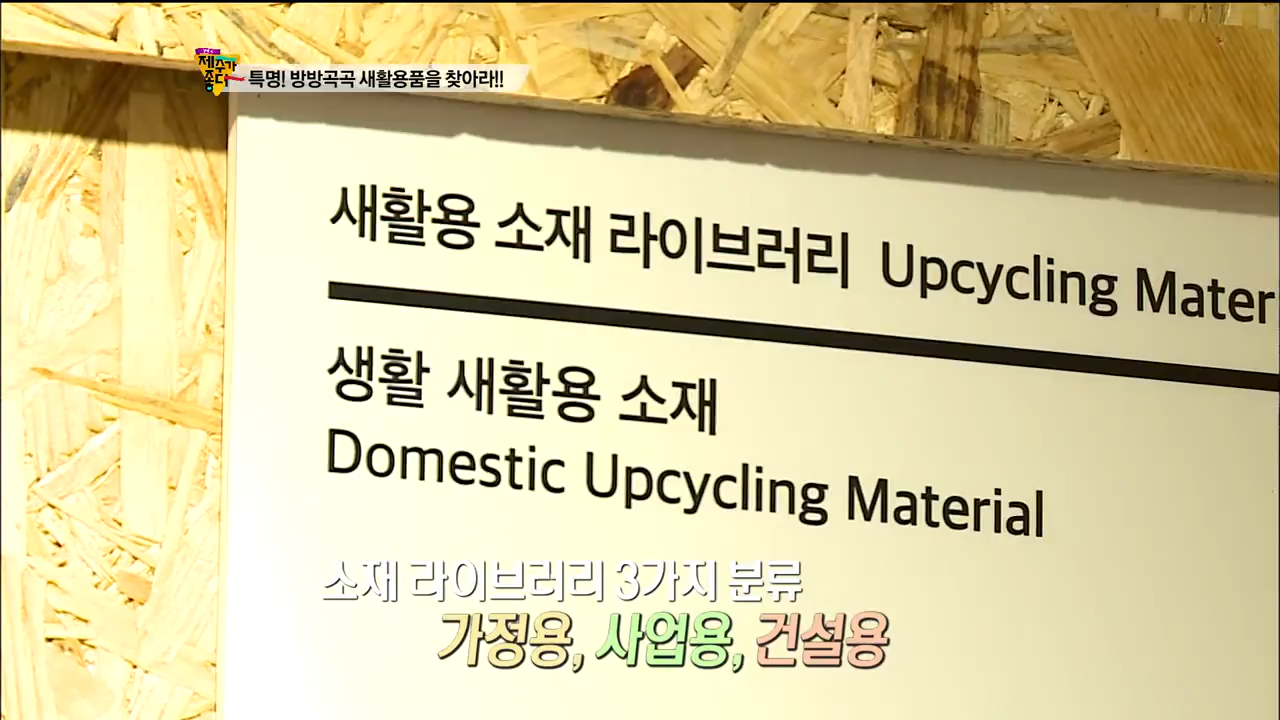 제주가
좋다
특명! 방방곡곡 새활용품을 찾아라!!
새활용 소재 라이브러리 Upcycling Mater
생활 새활용 소재
Domestic Upcycling Material
소재 라이브러리 3가지 분류
가정용, 사업용, 건설용